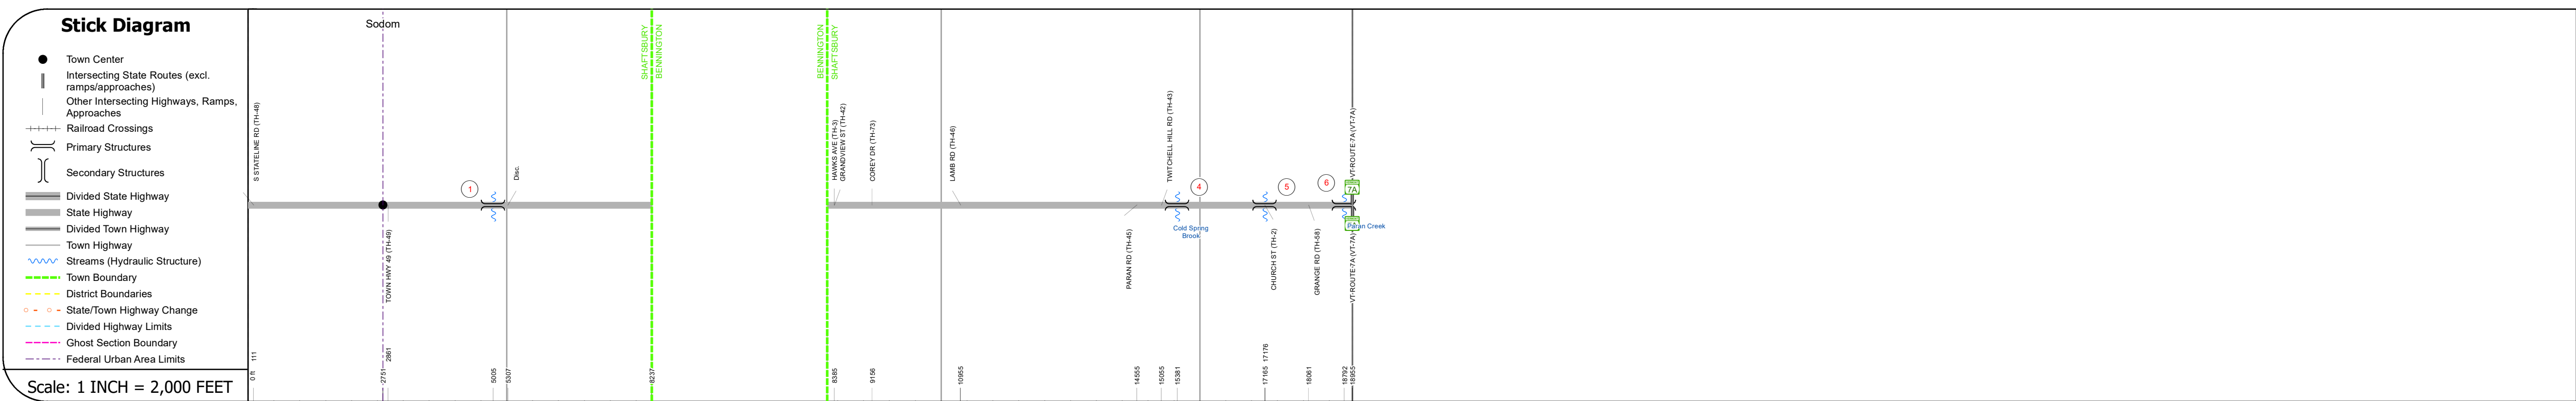 Stick Diagram
Town Center
Intersecting State Routes (excl.
ramps/approaches)
Other Intersecting Highways, Ramps,
Approaches
Railroad Crossings
Primary Structures
Secondary Structures
Divided State Highway
State Highway
Divided Town Highway
Town Highway
Streams (Hydraulic Structure)
Town Boundary
District Boundaries
State/Town Highway Change
Divided Highway Limits
Ghost Section Boundary
Federal Urban Area Limits
Scale: 1 INCH = 2,000 FEET
Sodom
S STATELINE RD (TH-48)
TOWN HWY 49 (TH-49)
1
Disc.
SHAFTSBURY
BENNINGTON
BENNINGTON
SHAFTSBURY
HAWKS AVE (TH-3)
GRANDVIEW ST (TH-42)
COREY DR (TH-73)
LAMB RD (TH-46)
PARAN RD (TH-45)
TWITCHELL HILL RD (TH-43)
4
Cold Spring
Brook
5
CHURCH ST (TH-2)
GRANGE RD (TH-58)
6
VT-ROUTE-7A (VT-7A)
7A
Paran Creek
VT-ROUTE-7A (VT-7A)
0 ft
111
2751
2861
5005
5307
8237
8385
9156
10955
14555
15055
15381
17165
17176
18061
18792
18955